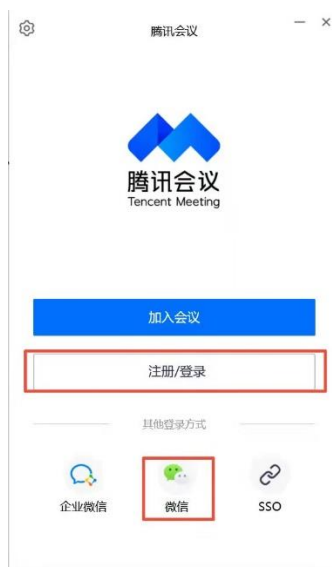 腾讯会议
腾讯会议
Tencent Meeting
加入会议
注册/登录
其他登录方式
企业微信
微信
SSO